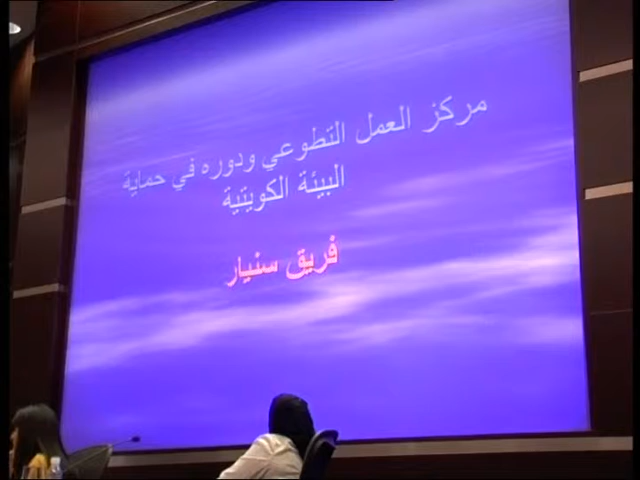 مركز العمل التطوعي ودوره في حماية
البيئة الكويتية
فريق سنيار